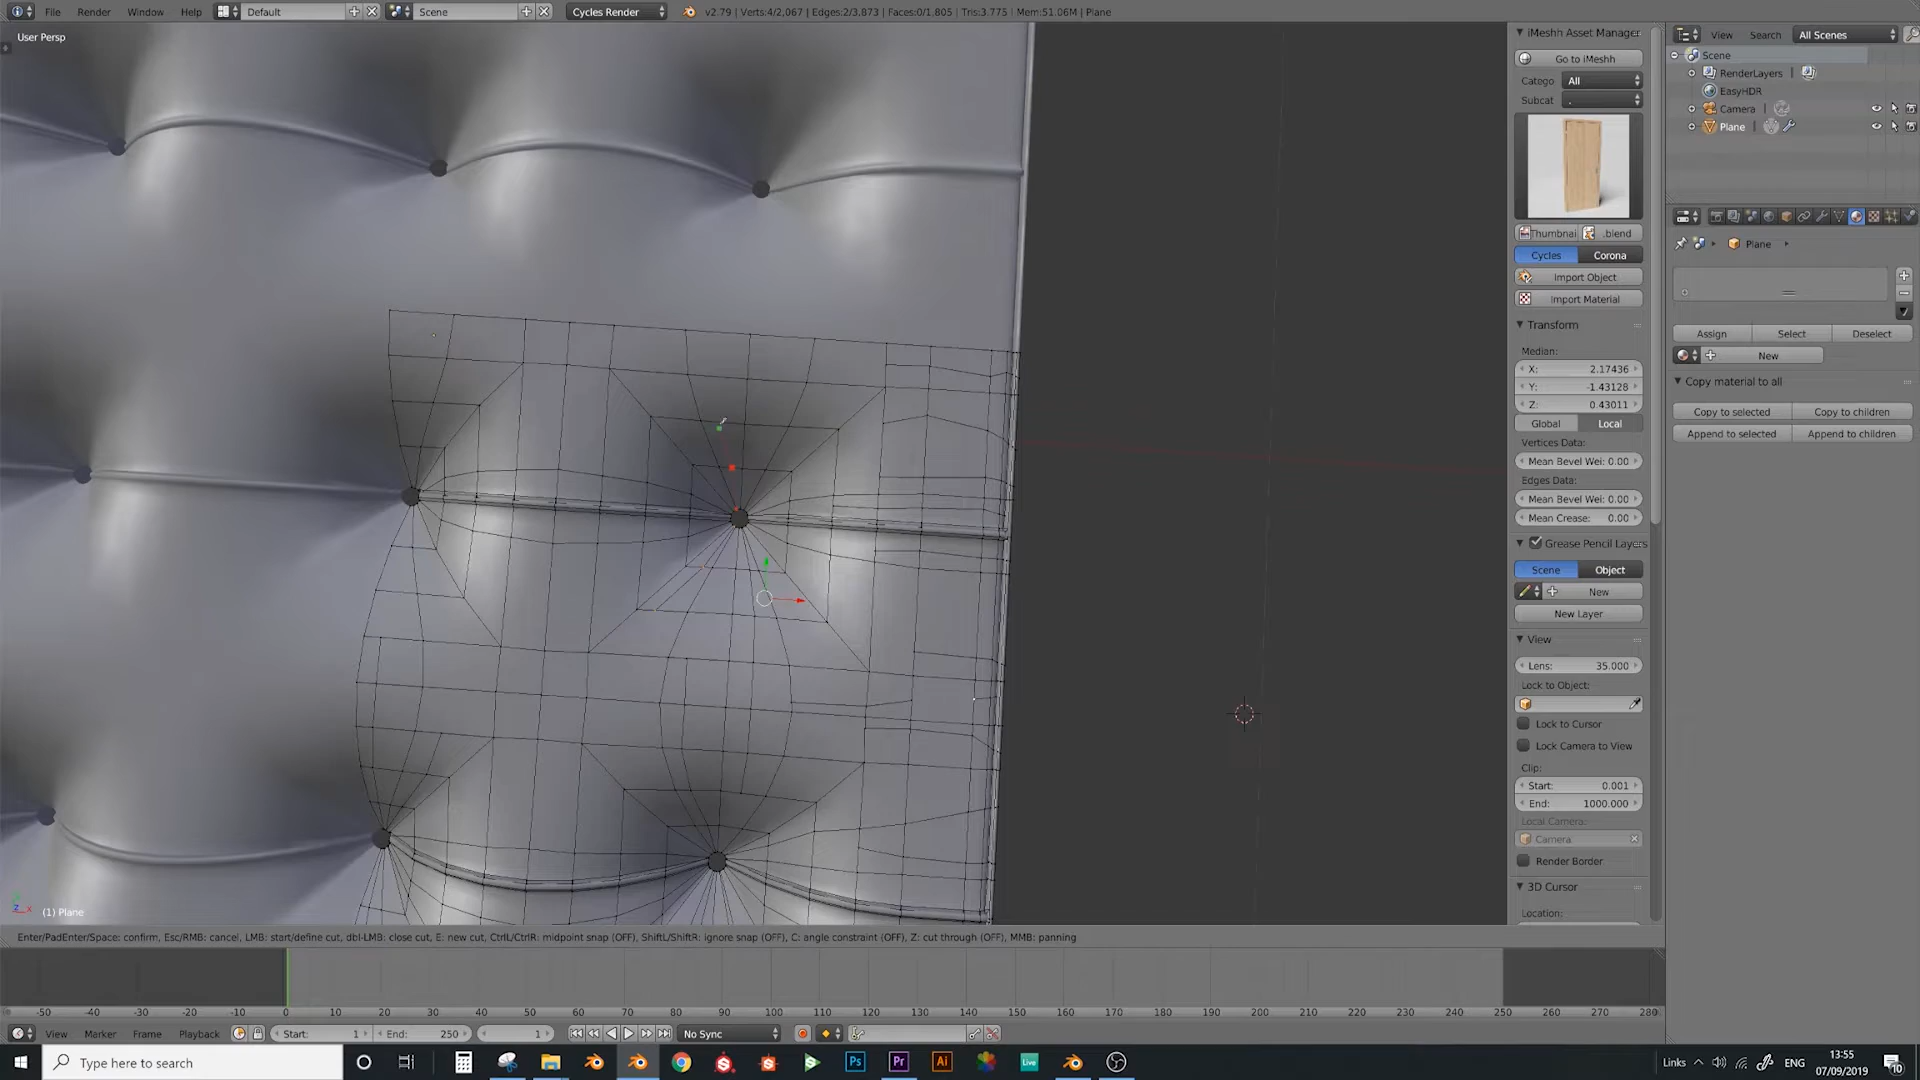 File Render Window Help Default Scene Cycles Render v2.79 | Verts:4/2,067 | Edges:2/3,873 | Faces:0/1,805 | Tris:3,775 | Mem:51.06M | Plane
User Persp
iMeshh Asset Manager
Go to iMeshh
Catego All
Subcat .
Thumbnai .blend
Cycles Corona
Import Object
Import Material
Transform
Median:
X: 2.17436
Y: -1.43128
Z: 0.43011
Global Local
Vertices Data:
Mean Bevel Wei: 0.00
Edges Data:
Mean Bevel Wei: 0.00
Mean Crease: 0.00
Grease Pencil Layers
Scene Object
New
New Layer
View
Lens: 35.000
Lock to Object:
Lock to Cursor
Lock Camera to View
Clip:
Start: 0.001
End: 1000.000
Local Camera:
Camera
Render Border
3D Cursor
Location:
View Search All Scenes
Scene
RenderLayers
EasyHDR
Camera
Plane
Plane
Assign Select Deselect
New
Copy material to all
Copy to selected Copy to children
Append to selected Append to children
z x
(1) Plane
Enter/PadEnter/Space: confirm, Esc/RMB: cancel, LMB: start/define cut, dbl-LMB: close cut, E: new cut, CtrlL/CtrlR: midpoint snap (OFF), ShiftL/ShiftR: ignore snap (OFF), C: angle constraint (OFF), Z: cut through (OFF), MMB: panning
-50 -40 -30 -20 -10 0 10 20 30 40 50 60 70 80 90 100 110 120 130 140 150 160 170 180 190 200 210 220 230 240 250 260 270 280
View Marker Frame Playback Start: 1 End: 250 1 No Sync
Type here to search Ps Pr Ai Live Links ENG 13:55
07/09/2019 10